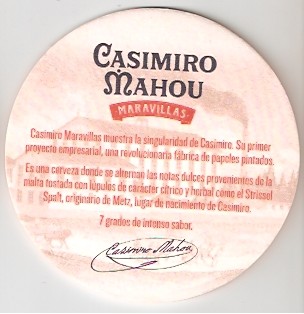 CASIMIRO
MAHOU
MARAVILLAS
Casimiro Maravillas muestra la singularidad de Casimiro. Su primer
proyecto empresarial, una revolucionaria fábrica de papeles pintados.
Es una cerveza donde se alternan las notas dulces provenientes de la
malta tostada con lúpulos de carácter cítrico y herbal cómo el Strissel
Spalt, originario de Metz, lugar de nacimiento de Casimiro.
7 grados de intenso sabor.
Casimiro Mahou